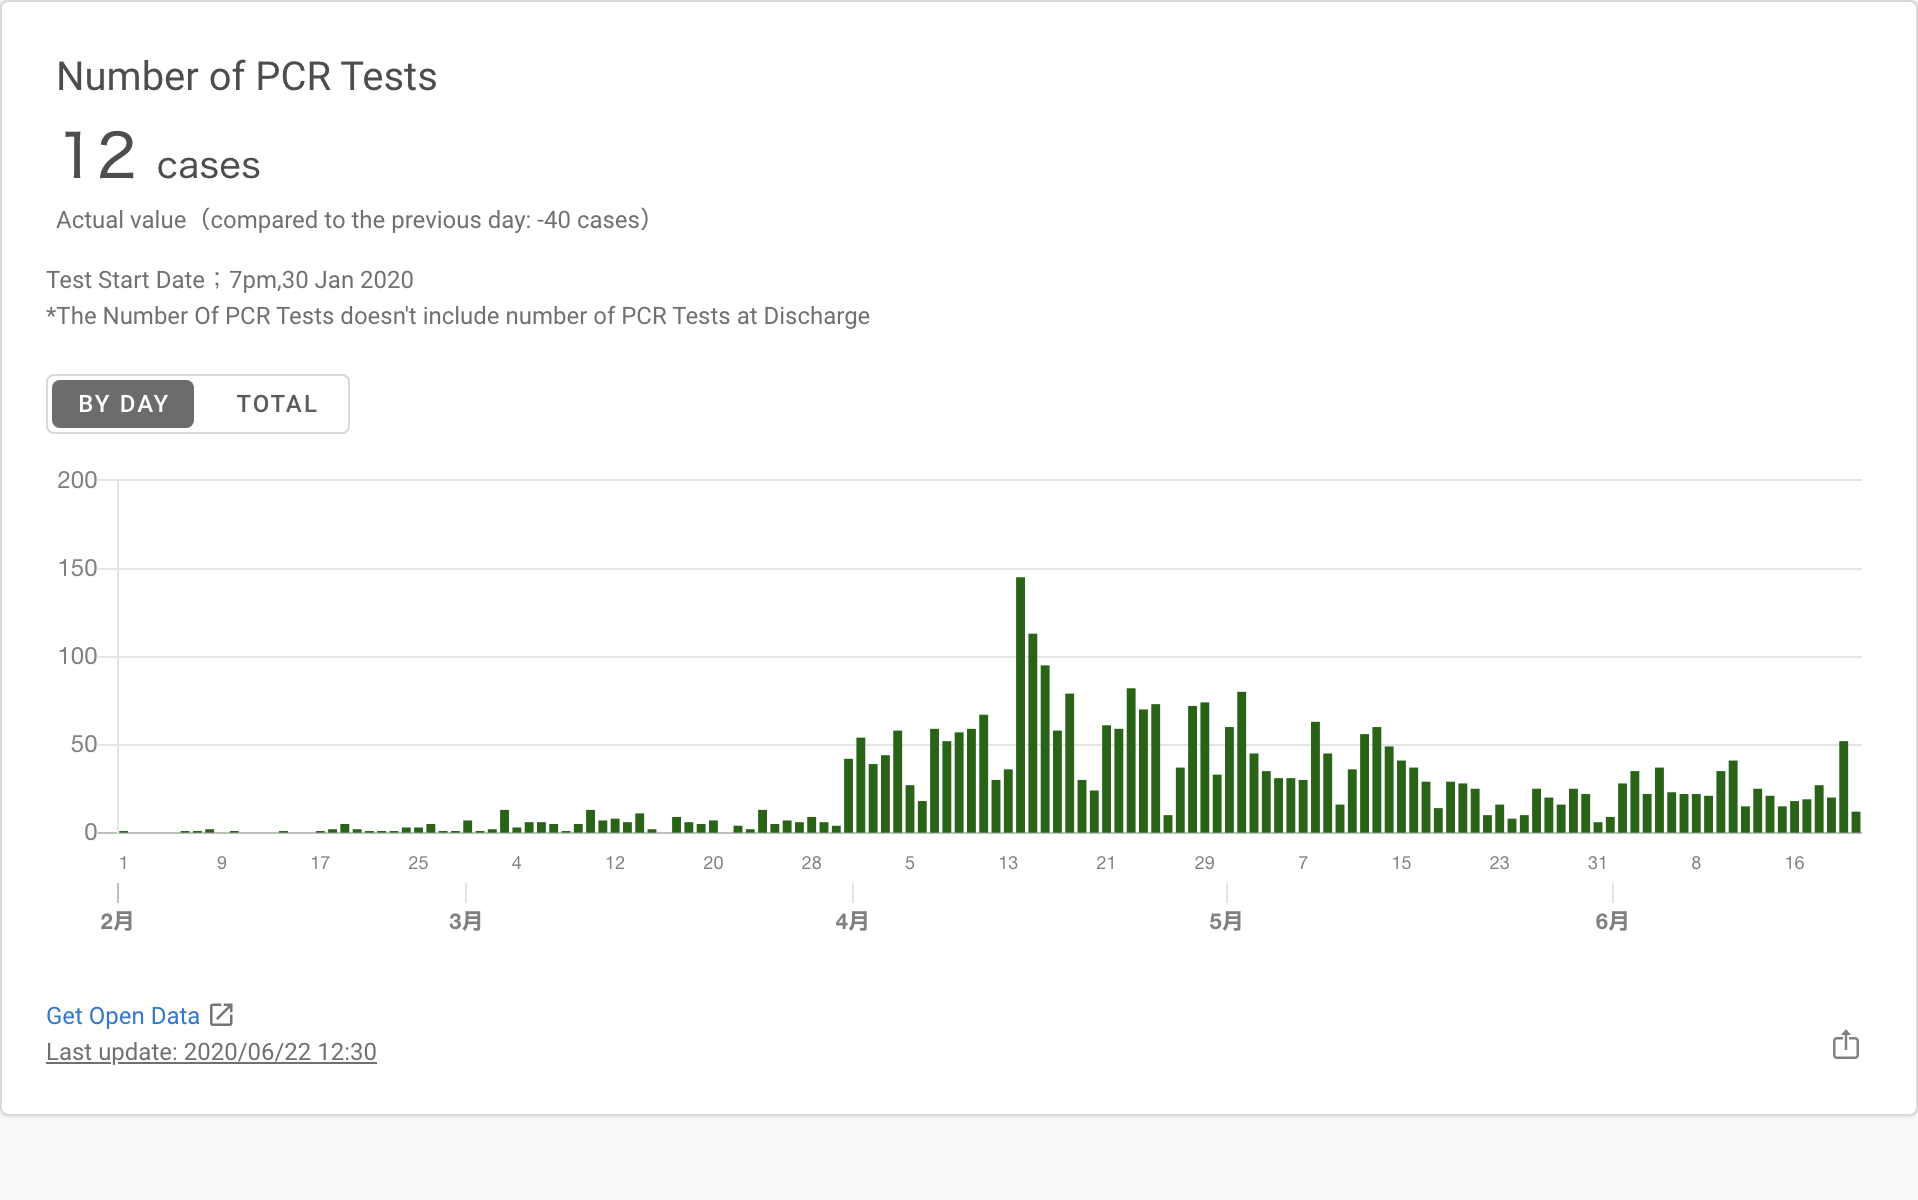 Number of PCR Tests
12 cases
Actual value（compared to the previous day: -40 cases）
Test Start Date；7pm,30 Jan 2020
*The Number Of PCR Tests doesn't include number of PCR Tests at Discharge
BY DAY TOTAL
200
150
100
50
0
1 9 17 25 4 12 20 28 5 13 21 29 7 15 23 31 8 16
2月 3月 4月 5月 6月
Get Open Data
Last update: 2020/06/22 12:30